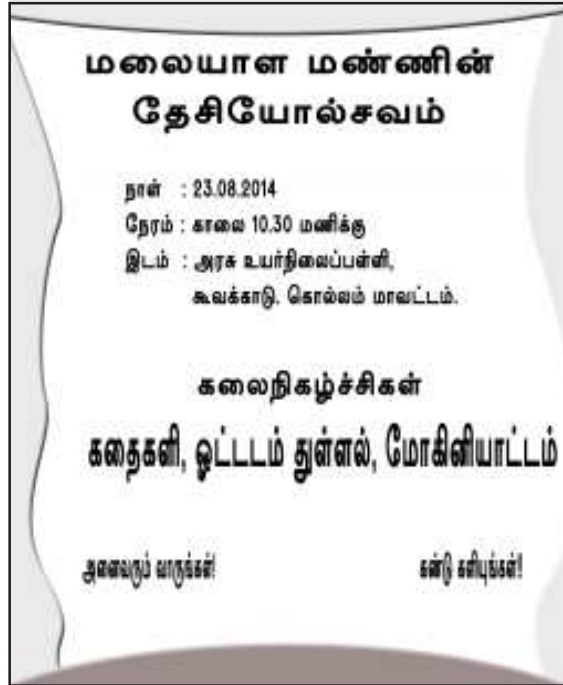 மலையாள மண்ணின்
தேசியோல்சவம்
நாள் : 23.08.2014
நேரம் : காலை 10.30 மணிக்கு
இடம் : அரசு உயர்நிலைப்பள்ளி,
கூவக்காடு, கொல்லம் மாவட்டம்.
கலைநிகழ்ச்சிகள்
கதைகளி, ஓட்டடம் துள்ளல், மோகினியாட்டம்
அனைவரும் வாருங்கள்! கண்டு களியுங்கள்!